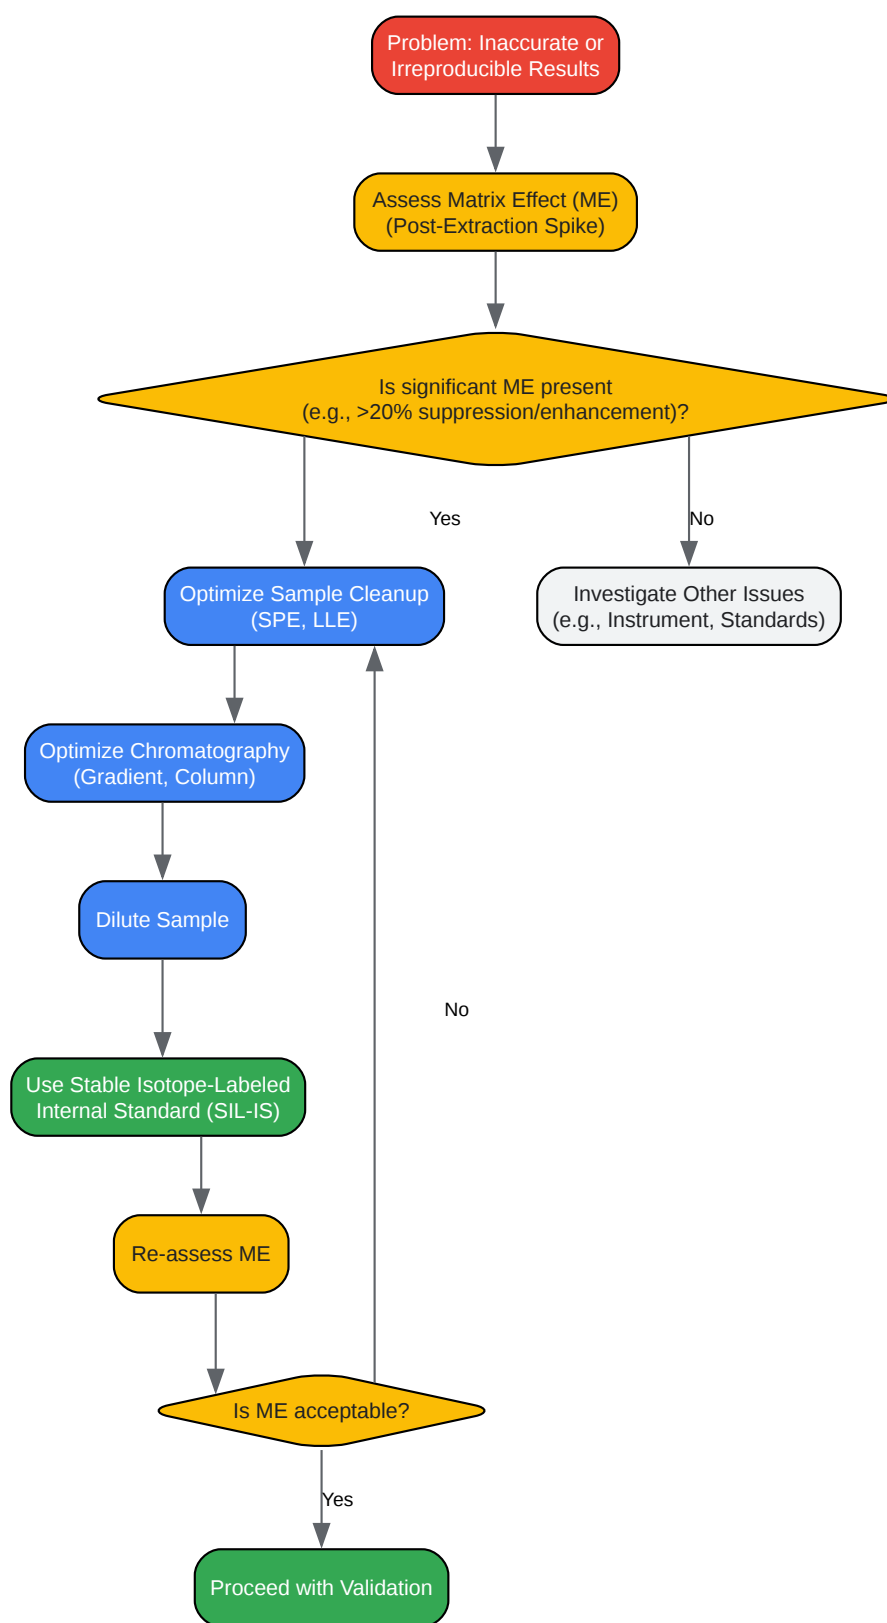 Problem: Inaccurate or
Irreproducible Results
Assess Matrix Effect (ME)
(Post-Extraction Spike)
Is significant ME present
(e.g., >20% suppression/enhancement)?
Yes
No
Optimize Sample Cleanup
(SPE, LLE)
Investigate Other Issues
(e.g., Instrument, Standards)
Optimize Chromatography
(Gradient, Column)
Dilute Sample
No
Use Stable Isotope-Labeled
Internal Standard (SIL-IS)
Re-assess ME
Is ME acceptable?
Yes
Proceed with Validation